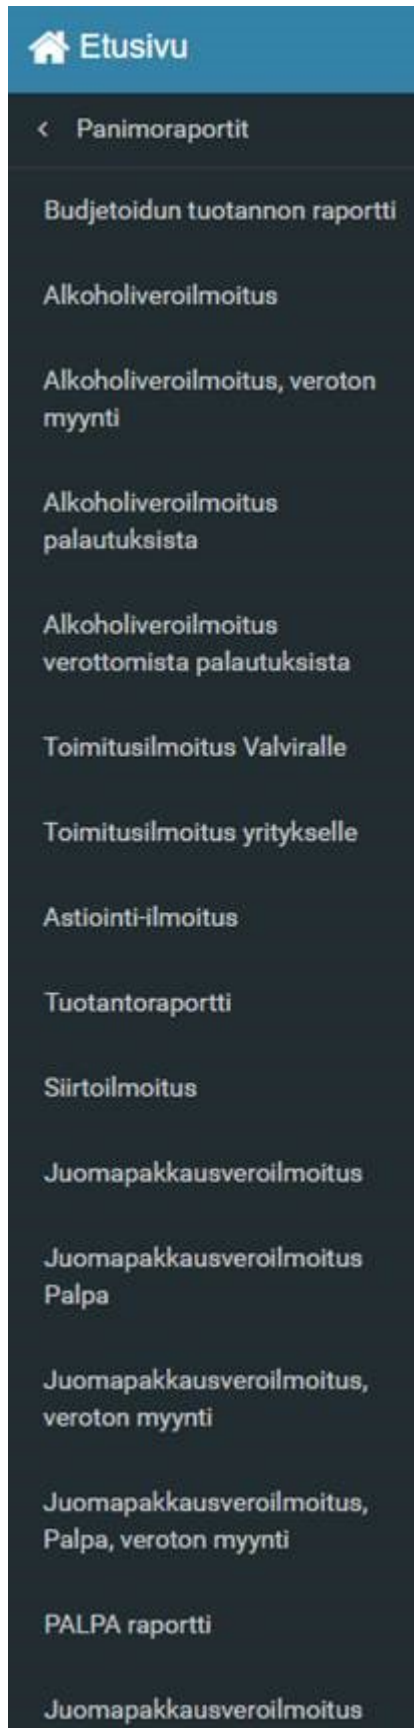 Etusivu
< Panimoraportit
Budjetoidun tuotannon raportti
Alkoholiveroilmoitus
Alkoholiveroilmoitus, veroton
myynti
Alkoholiveroilmoitus
palautuksista
Alkoholiveroilmoitus
verottomista palautuksista
Toimitusilmoitus Valviralle
Toimitusilmoitus yritykselle
Astiointi-ilmoitus
Tuotantoraportti
Siirtoilmoitus
Juomapakkausveroilmoitus
Juomapakkausveroilmoitus
Palpa
Juomapakkausveroilmoitus,
veroton myynti
Juomapakkausveroilmoitus,
Palpa, veroton myynti
PALPA raportti
Juomapakkausveroilmoitus